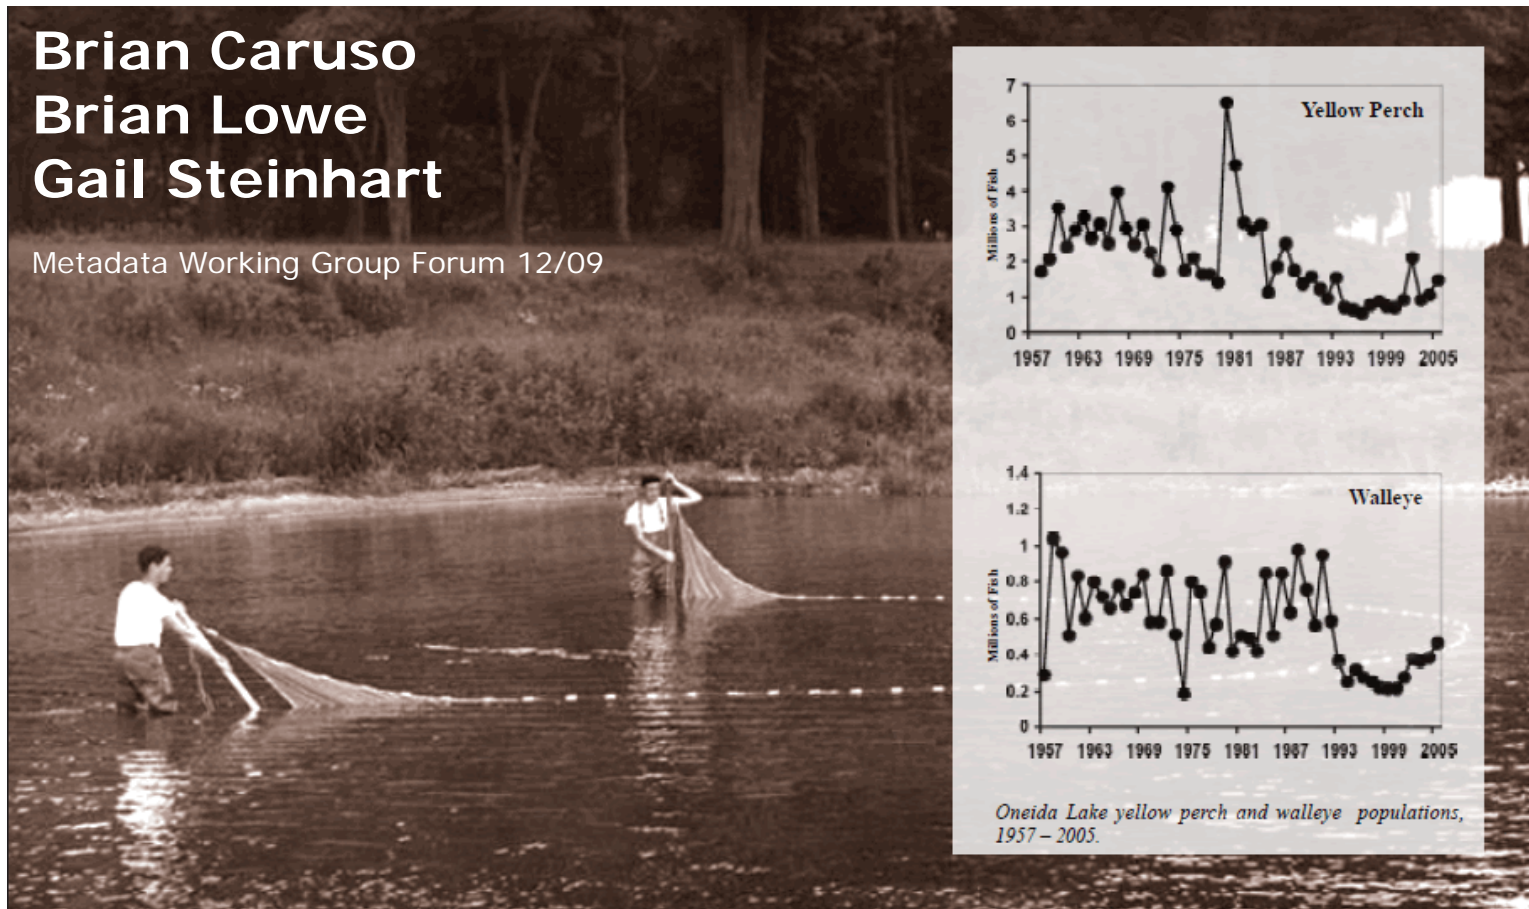 Brian Caruso
Brian Lowe
Gail Steinhart
Metadata Working Group Forum 12/09
Yellow Perch
Millions of Fish
7
6
5
4
3
2
1
0
1957 1963 1969 1975 1981 1987 1993 1999 2005
Walleye
Millions of Fish
1.4
1.2
1
0.8
0.6
0.4
0.2
0
1957 1963 1969 1975 1981 1987 1993 1999 2005
Oneida Lake yellow perch and walleye populations,
1957 – 2005.